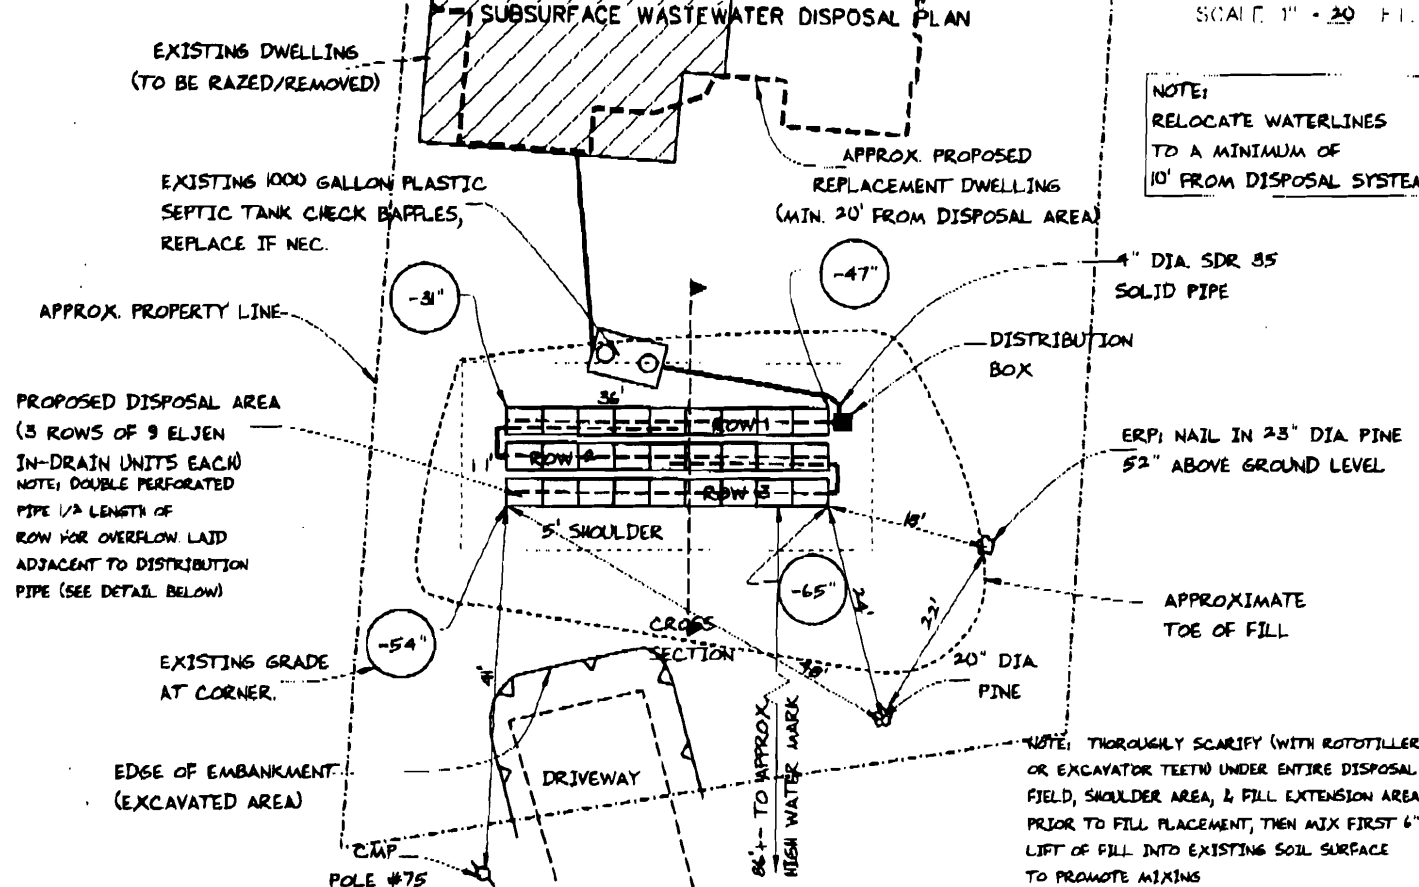 SUBSURFACE WASTEWATER DISPOSAL PLAN
SCALE 1" = 20 FT.
EXISTING DWELLING
(TO BE RAZED/REMOVED)
NOTE:
RELOCATE WATERLINES
TO A MINIMUM OF
10' FROM DISPOSAL SYSTEM
APPROX. PROPOSED
REPLACEMENT DWELLING
(MIN. 20' FROM DISPOSAL AREA)
EXISTING 1000 GALLON PLASTIC
SEPTIC TANK CHECK BAFFLES,
REPLACE IF NEC.
-31"
-47"
4" DIA. SDR 35
SOLID PIPE
APPROX. PROPERTY LINE
DISTRIBUTION
BOX
36'
PROPOSED DISPOSAL AREA
(3 ROWS OF 9 ELJEN
IN-DRAIN UNITS EACH)
NOTE: DOUBLE PERFORATED
PIPE 1/2 LENGTH OF
ROW FOR OVERFLOW LAID
ADJACENT TO DISTRIBUTION
PIPE (SEE DETAIL BELOW)
ROW 1
ROW 2
ROW 3
11'
ERP: NAIL IN 23" DIA PINE
52" ABOVE GROUND LEVEL
5' SHOULDER
-65"
22'
APPROXIMATE
TOE OF FILL
-54"
CROSS
SECTION
EXISTING GRADE
AT CORNER.
41'
20" DIA
PINE
EDGE OF EMBANKMENT
(EXCAVATED AREA)
DRIVEWAY
86'+- TO APPROX.
HIGH WATER MARK
NOTE: THOROUGHLY SCARIFY (WITH ROTOTILLER
OR EXCAVATOR TEETH) UNDER ENTIRE DISPOSAL
FIELD, SHOULDER AREA, & FILL EXTENSION AREA
PRIOR TO FILL PLACEMENT, THEN MIX FIRST 6"
LIFT OF FILL INTO EXISTING SOIL SURFACE
TO PROMOTE MIXING
CMP
POLE #75